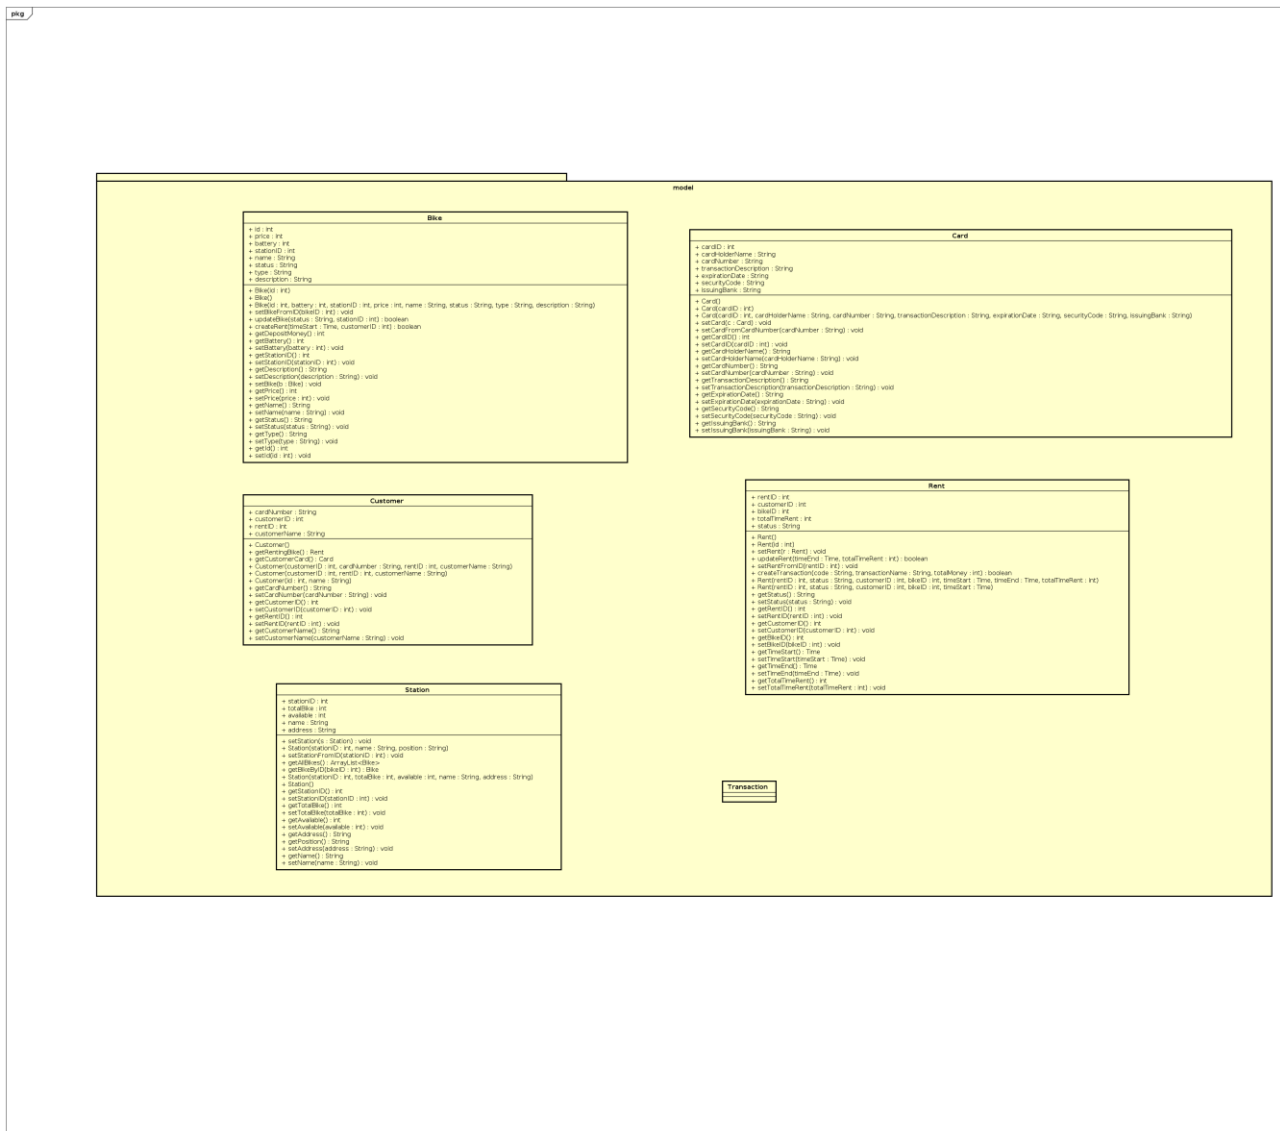 pkg
model
Bike
+ id : int
+ price : int
+ battery : int
+ stationID : int
+ name : String
+ status : String
+ type : String
+ description : String
+ Bike(id : int)
+ Bike()
+ Bike(id : int, battery : int, stationID : int, price : int, name : String, status : String, type : String, description : String)
+ setBikeFromID(bikeID : int) : void
+ updateBike(status : String, stationID : int) : boolean
+ createRent(timeStart : Time, customerID : int) : boolean
+ getDepositMoney() : int
+ getBattery() : int
+ setBattery(battery : int) : void
+ getStationID() : int
+ setStationID(stationID : int) : void
+ getDescription() : String
+ setDescription(description : String) : void
+ setBike(b : Bike) : void
+ getPrice() : int
+ setPrice(price : int) : void
+ getName() : String
+ setName(name : String) : void
+ getStatus() : String
+ setStatus(status : String) : void
+ getType() : String
+ setType(type : String) : void
+ getId() : int
+ setId(id : int) : void
Card
+ cardID : int
+ cardHolderName : String
+ cardNumber : String
+ transactionDescription : String
+ expirationDate : String
+ securityCode : String
+ issuingBank : String
+ Card()
+ Card(cardID : int)
+ Card(cardID : int, cardHolderName : String, cardNumber : String, transactionDescription : String, expirationDate : String, securityCode : String, issuingBank : String)
+ setCard(c : Card) : void
+ setCardFromCardNumber(cardNumber : String) : void
+ getCardID() : int
+ setCardID(cardID : int) : void
+ getCardHolderName() : String
+ setCardHolderName(cardHolderName : String) : void
+ getCardNumber() : String
+ setCardNumber(cardNumber : String) : void
+ getTransactionDescription() : String
+ setTransactionDescription(transactionDescription : String) : void
+ getExpirationDate() : String
+ setExpirationDate(expirationDate : String) : void
+ getSecurityCode() : String
+ setSecurityCode(securityCode : String) : void
+ getIssuingBank() : String
+ setIssuingBank(issuingBank : String) : void
Customer
+ cardNumber : String
+ customerID : int
+ rentID : int
+ customerName : String
+ Customer()
+ getRentingBike() : Rent
+ getCustomerCard() : Card
+ Customer(customerID : int, cardNumber : String, rentID : int, customerName : String)
+ Customer(customerID : int, rentID : int, customerName : String)
+ Customer(id : int, name : String)
+ getCardNumber() : String
+ setCardNumber(cardNumber : String) : void
+ getCustomerID() : int
+ setCustomerID(customerID : int) : void
+ getRentID() : int
+ setRentID(rentID : int) : void
+ getCustomerName() : String
+ setCustomerName(customerName : String) : void
Rent
+ rentID : int
+ customerID : int
+ bikeID : int
+ totalTimeRent : int
+ status : String
+ Rent()
+ Rent(id : int)
+ setRent(r : Rent) : void
+ updateRent(timeEnd : Time, totalTimeRent : int) : boolean
+ setRentFromID(rentID : int) : void
+ createTransaction(code : String, transactionName : String, totalMoney : int) : boolean
+ Rent(rentID : int, status : String, customerID : int, bikeID : int, timeStart : Time, timeEnd : Time, totalTimeRent : int)
+ Rent(rentID : int, status : String, customerID : int, bikeID : int, timeStart : Time)
+ getStatus() : String
+ setStatus(status : String) : void
+ getRentID() : int
+ setRentID(rentID : int) : void
+ getCustomerID() : int
+ setCustomerID(customerID : int) : void
+ getBikeID() : int
+ setBikeID(bikeID : int) : void
+ getTimeStart() : Time
+ setTimeStart(timeStart : Time) : void
+ getTimeEnd() : Time
+ setTimeEnd(timeEnd : Time) : void
+ getTotalTimeRent() : int
+ setTotalTimeRent(totalTimeRent : int) : void
Station
+ stationID : int
+ totalBike : int
+ available : int
+ name : String
+ address : String
+ setStation(s : Station) : void
+ Station(stationID : int, name : String, position : String)
+ setStationFromID(stationID : int) : void
+ getAllBikes() : ArrayList<Bike>
+ getBikeByID(bikeID : int) : Bike
+ Station(stationID : int, totalBike : int, available : int, name : String, address : String)
+ Station()
+ getStationID() : int
+ setStationID(stationID : int) : void
+ getTotalBike() : int
+ setTotalBike(totalBike : int) : void
+ getAvailable() : int
+ setAvailable(available : int) : void
+ getAddress() : String
+ getPosition() : String
+ setAddress(address : String) : void
+ getName() : String
+ setName(name : String) : void
Transaction